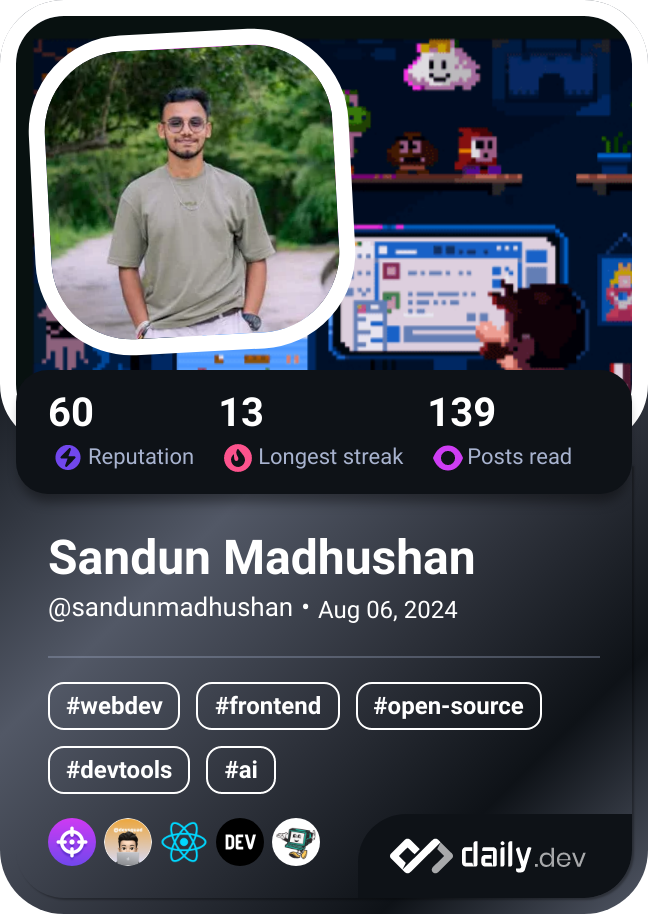 60 13 139
Reputation Longest streak Posts read
Sandun Madhushan
@sandunmadhushan • Aug 06, 2024
#webdev #frontend #open-source
#devtools #ai
DEV daily.dev